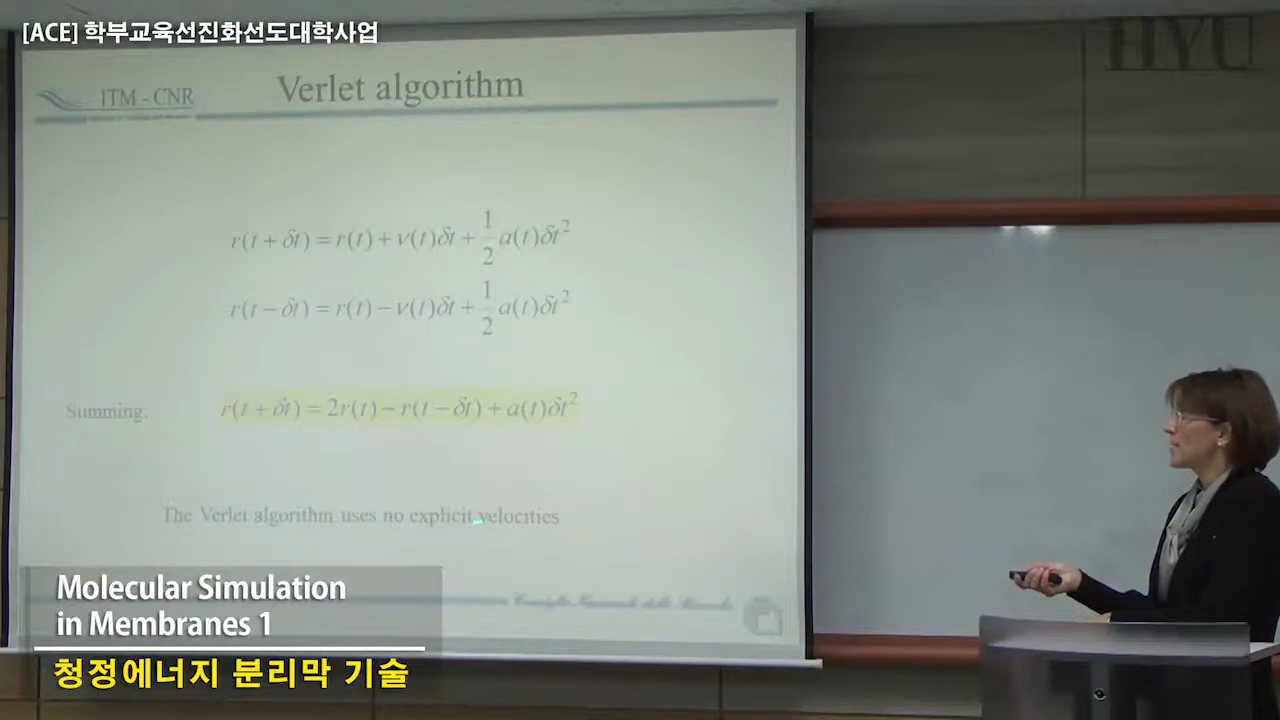 [ACE] 학부교육선진화선도대학사업
HYU
ITM - CNR
Verlet algorithm
r(t + δt) = r(t) + v(t)δt + 1/2 a(t)δt²
r(t − δt) = r(t) − v(t)δt + 1/2 a(t)δt²
Summing:
r(t + δt) = 2r(t) − r(t − δt) + a(t)δt²
The Verlet algorithm uses no explicit velocities
Molecular Simulation
in Membranes 1
청정에너지 분리막 기술